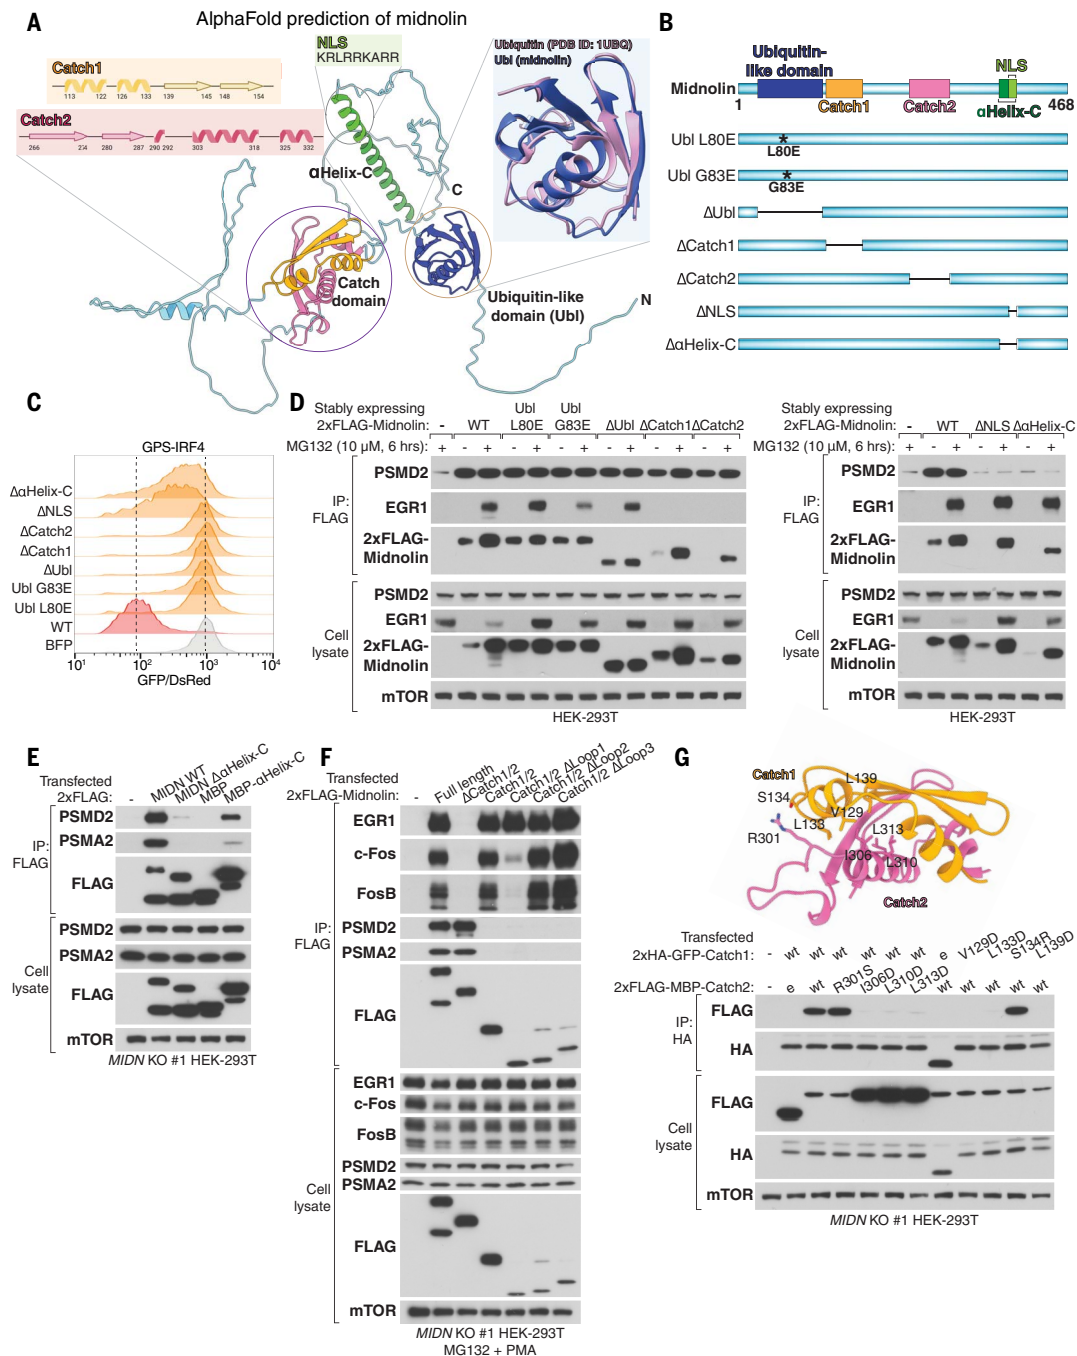 A
AlphaFold prediction of midnolin
NLS
KRLRRKARR
Catch1
113 122 126 133 139 145 148 154
Catch2
266 274 280 287 290 292 303 318 325 332
αHelix-C
C
Catch
domain
Ubiquitin-like
domain (Ubl)
N
Ubiquitin (PDB ID: 1UBQ)
Ubl (midnolin)
B
Ubiquitin-
like domain
NLS
Midnolin
1
Catch1
Catch2
αHelix-C
468
Ubl L80E
*
L80E
Ubl G83E
*
G83E
ΔUbl
ΔCatch1
ΔCatch2
ΔNLS
ΔαHelix-C
C
GPS-IRF4
ΔαHelix-C
ΔNLS
ΔCatch2
ΔCatch1
ΔUbl
Ubl G83E
Ubl L80E
WT
BFP
10¹ 10² 10³ 10⁴
GFP/DsRed
D
Stably expressing
2xFLAG-Midnolin:
- WT Ubl L80E Ubl G83E ΔUbl ΔCatch1 ΔCatch2
MG132 (10 µM, 6 hrs): + - + - + - + - + - + - +
IP:
FLAG
PSMD2
EGR1
2xFLAG-
Midnolin
Cell
lysate
PSMD2
EGR1
2xFLAG-
Midnolin
mTOR
HEK-293T
Stably expressing
2xFLAG-Midnolin:
- WT ΔNLS ΔαHelix-C
MG132 (10 µM, 6 hrs): + - + - + - +
IP:
FLAG
PSMD2
EGR1
2xFLAG-
Midnolin
Cell
lysate
PSMD2
EGR1
2xFLAG-
Midnolin
mTOR
HEK-293T
E
Transfected
2xFLAG:
- MIDN WT MIDN ΔαHelix-C MBP MBP-αHelix-C
IP:
FLAG
PSMD2
PSMA2
FLAG
Cell
lysate
PSMD2
PSMA2
FLAG
mTOR
MIDN KO #1 HEK-293T
F
Transfected
2xFLAG-Midnolin:
- Full length ΔCatch1/2 Catch1/2 Catch1/2 ΔLoop1 Catch1/2 ΔLoop2 Catch1/2 ΔLoop3
IP:
FLAG
EGR1
c-Fos
FosB
PSMD2
PSMA2
FLAG
Cell
lysate
EGR1
c-Fos
FosB
PSMD2
PSMA2
FLAG
mTOR
MIDN KO #1 HEK-293T
MG132 + PMA
G
Catch1
L139
S134
V129
L133
R301
L313
I306
L310
Catch2
Transfected
2xHA-GFP-Catch1: - wt wt wt wt wt wt e V129D L133D S134R L139D
2xFLAG-MBP-Catch2: - e wt R301S I306D L310D L313D wt wt wt wt wt
IP:
HA
FLAG
HA
Cell
lysate
FLAG
HA
mTOR
MIDN KO #1 HEK-293T